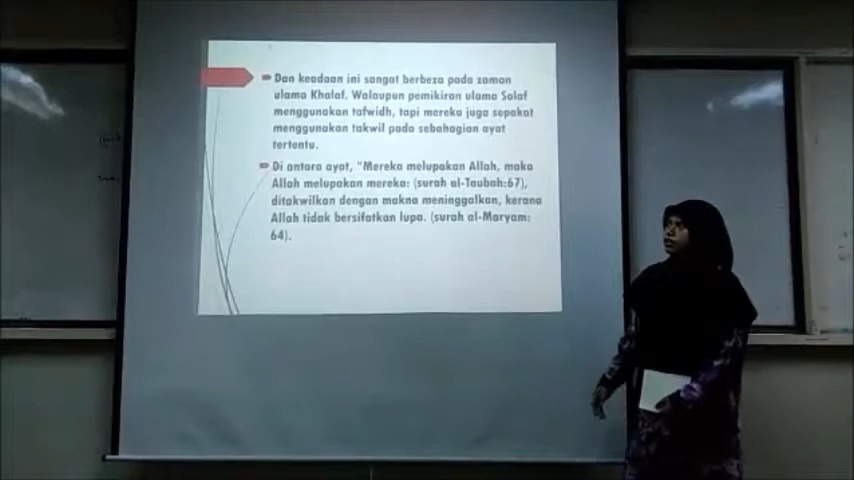 Dan keadaan ini sangat berbeza pada zaman
ulama Khalaf. Walaupun pemikiran ulama Salaf
menggunakan tafwidh, tapi mereka juga sepakat
menggunakan takwil pada sebahagian ayat
tertentu.
Di antara ayat, "Mereka melupakan Allah, maka
Allah melupakan mereka: (surah al-Taubah:67),
ditakwilkan dengan makna meninggalkan, kerana
Allah tidak bersifatkan lupa. (surah al-Maryam:
64).